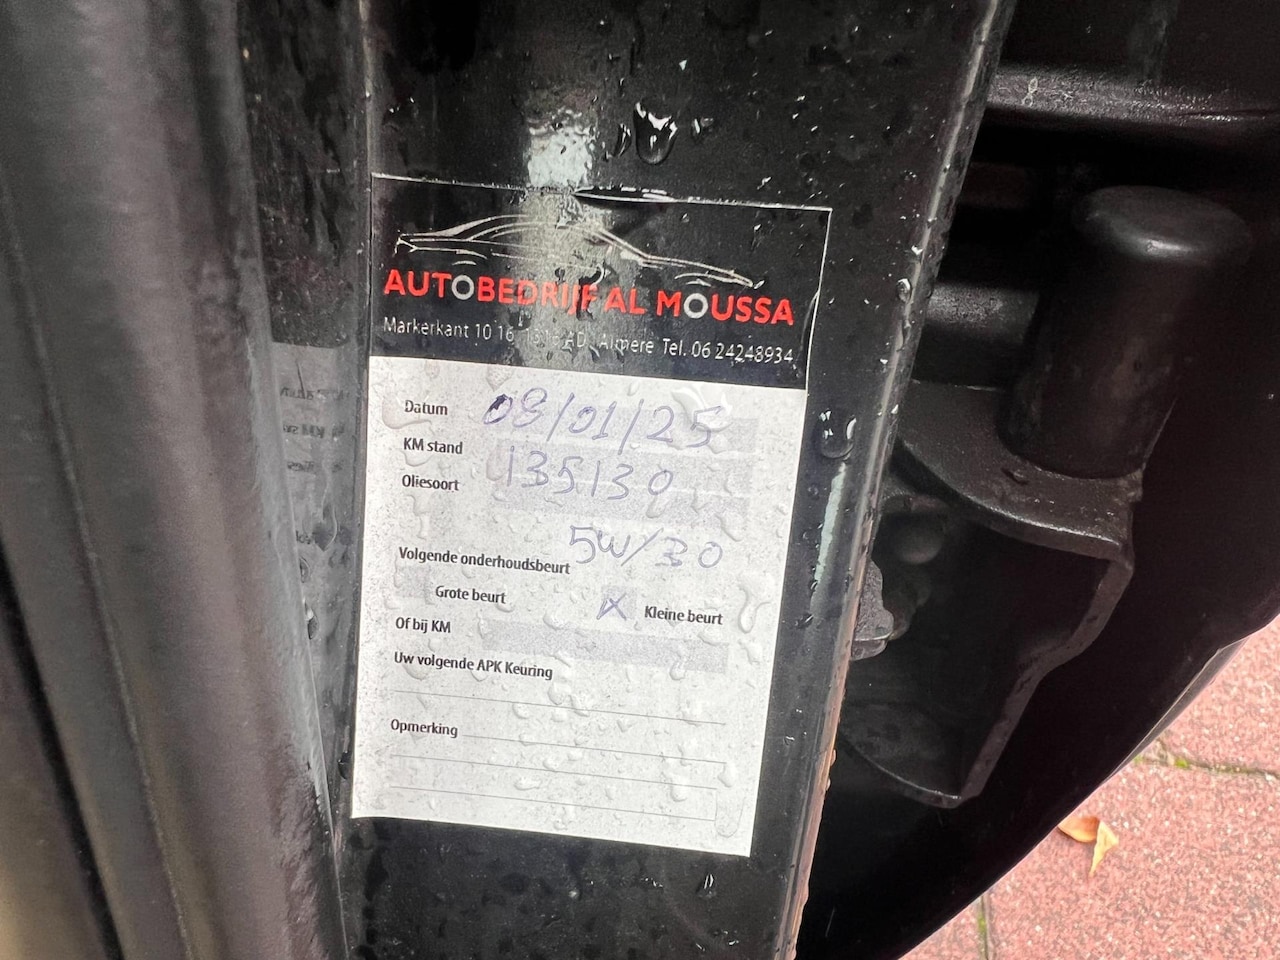 AUTOBEDRIJF AL MOUSSA
Markerkant 10 16, AD Almere Tel. 06 24248934
Datum 08/01/25
KM stand 135130
Oliesoort
5W/30
Volgende onderhoudsbeurt
Grote beurt X Kleine beurt
Of bij KM
Uw volgende APK Keuring
Opmerking